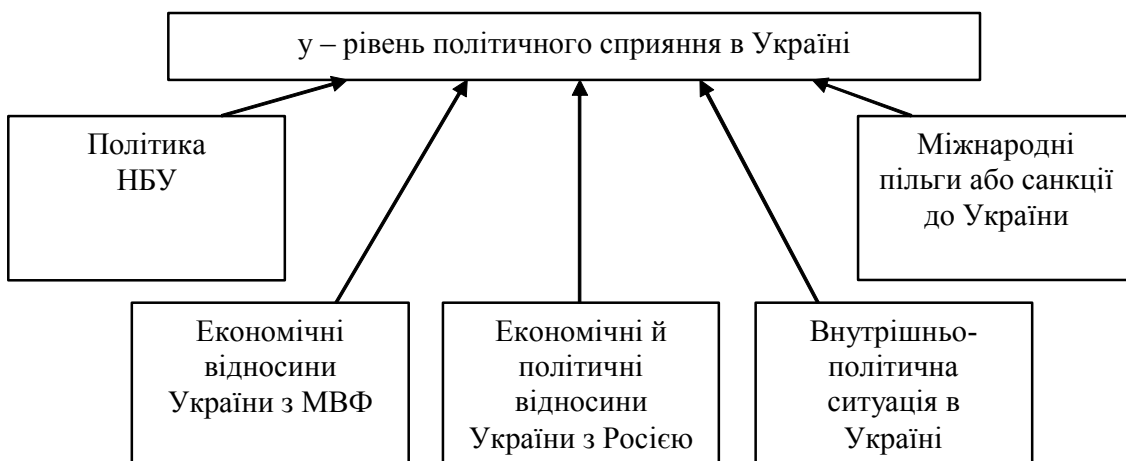 у – рівень політичного сприяння в Україні
Політика
НБУ
Міжнародні
пільги або санкції
до України
Економічні
відносини
України з МВФ
Економічні й
політичні
відносини
України з Росією
Внутрішньо-
політична
ситуація в
Україні